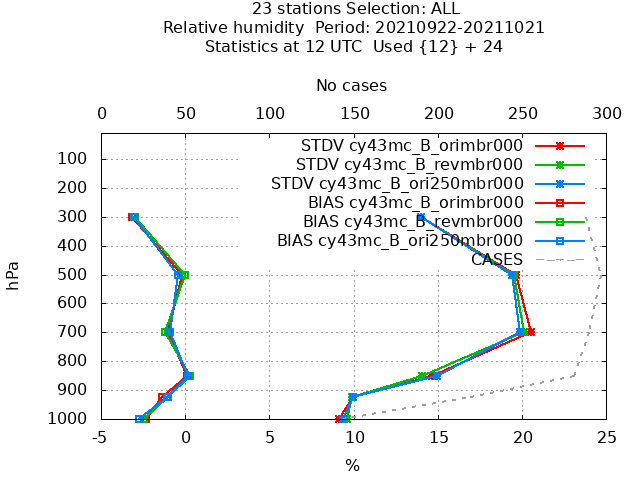 23 stations Selection: ALL
Relative humidity  Period: 20210922-20211021
Statistics at 12 UTC  Used {12} + 24
No cases
0 50 100 150 200 250 300
STDV cy43mc_B_orimbr000
STDV cy43mc_B_revmbr000
STDV cy43mc_B_ori250mbr000
BIAS cy43mc_B_orimbr000
BIAS cy43mc_B_revmbr000
BIAS cy43mc_B_ori250mbr000
CASES
hPa
100
200
300
400
500
600
700
800
900
1000
-5 0 5 10 15 20 25
%